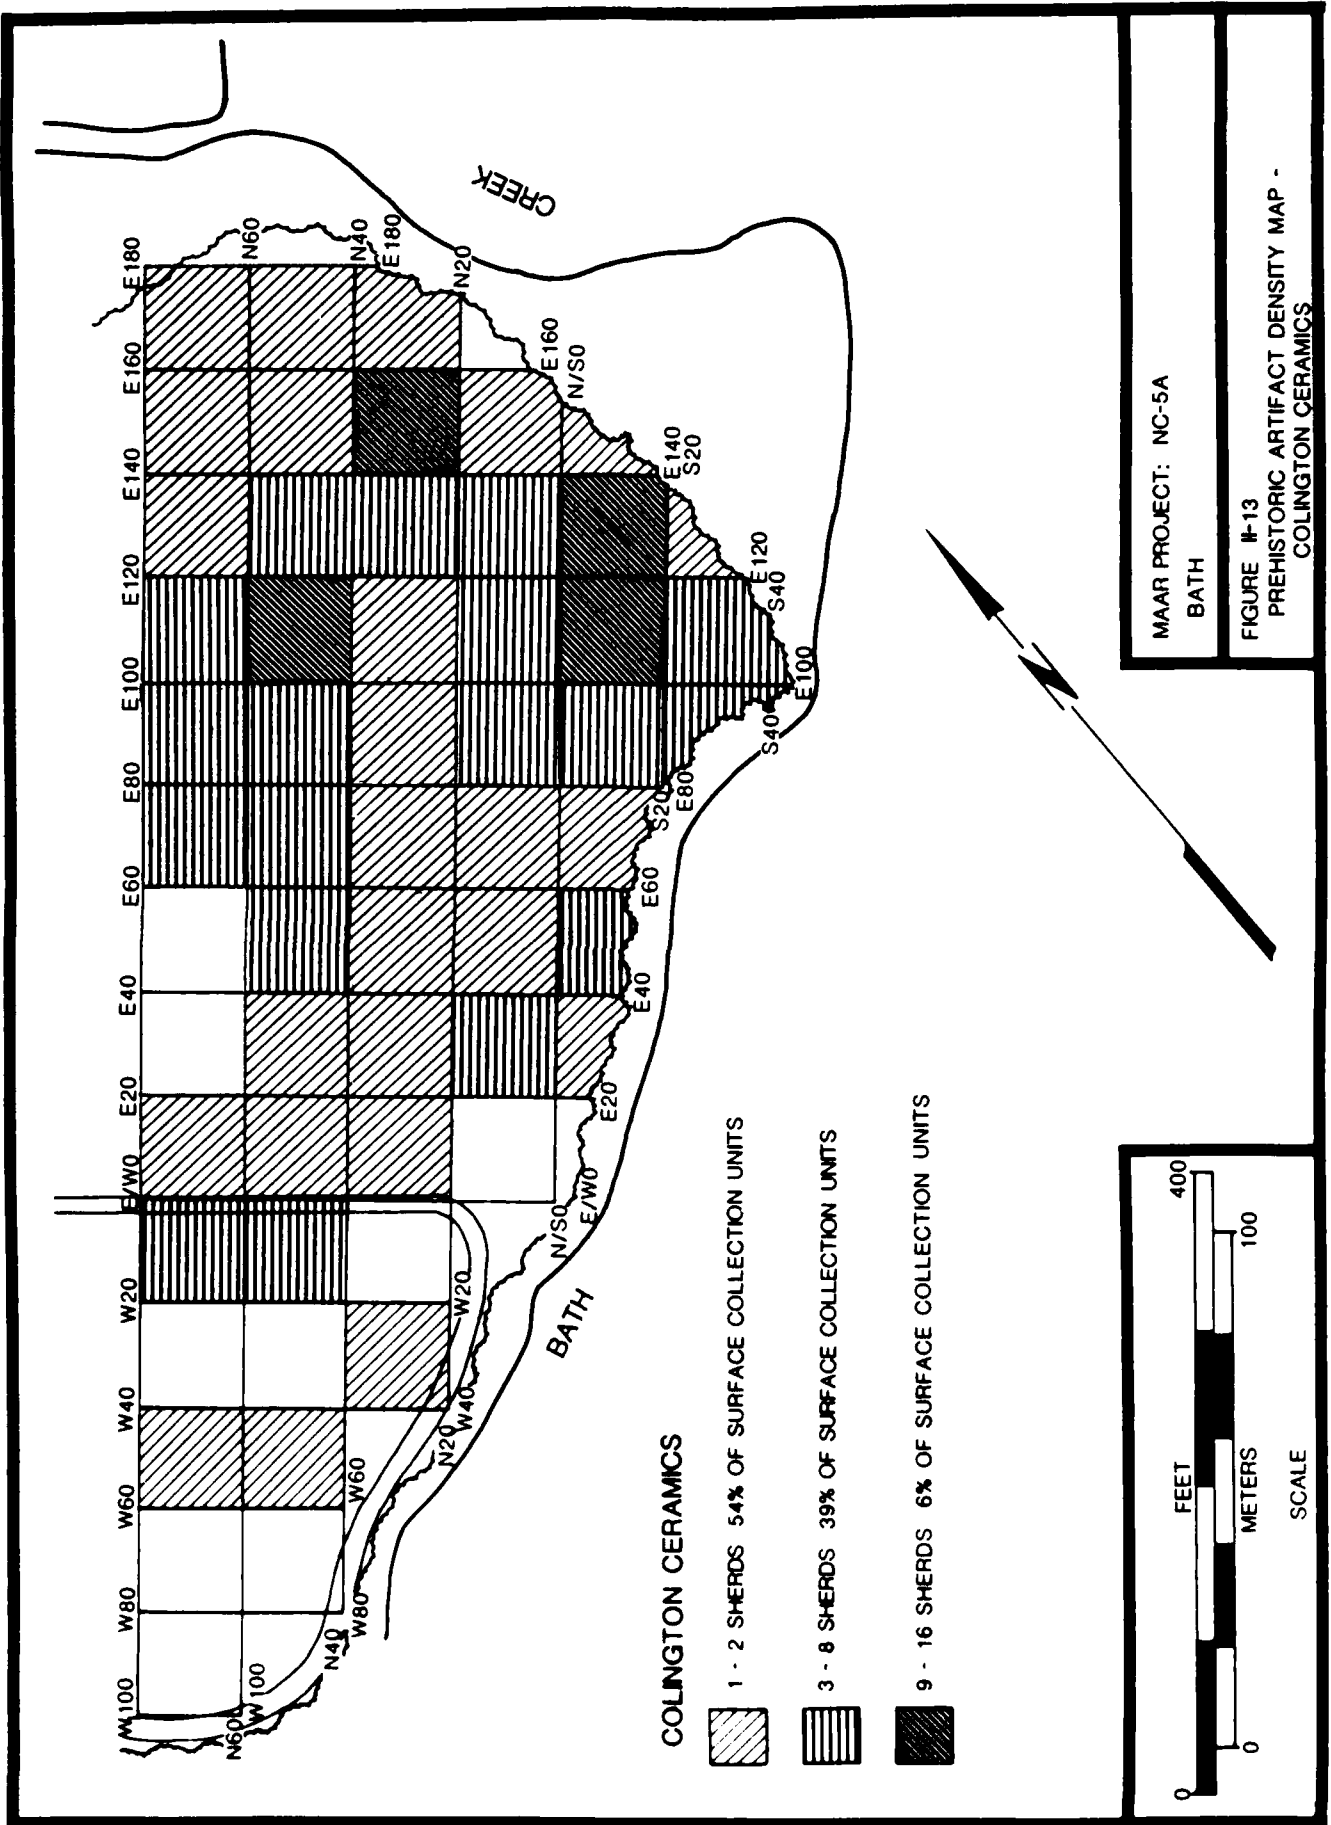 W100
W80
W60
W40
W20
E/W0
E20
E40
E60
E80
E100
E120
E140
E160
E180
N60
N40
E180
N20
E160
N/S0
E140
S20
E120
S40
E100
S40
E80
S20
E60
E40
E20
E/W0
N/S0
W20
W40
N20
W60
W80
N40
W100
N60
CREEK
BATH
N
COLINGTON CERAMICS
1 - 2 SHERDS 54% OF SURFACE COLLECTION UNITS
3 - 8 SHERDS 39% OF SURFACE COLLECTION UNITS
9 - 16 SHERDS 6% OF SURFACE COLLECTION UNITS
0 400
FEET
METERS
0 100
SCALE
MAAR PROJECT: NC-5A
BATH
FIGURE II-13
PREHISTORIC ARTIFACT DENSITY MAP -
COLINGTON CERAMICS